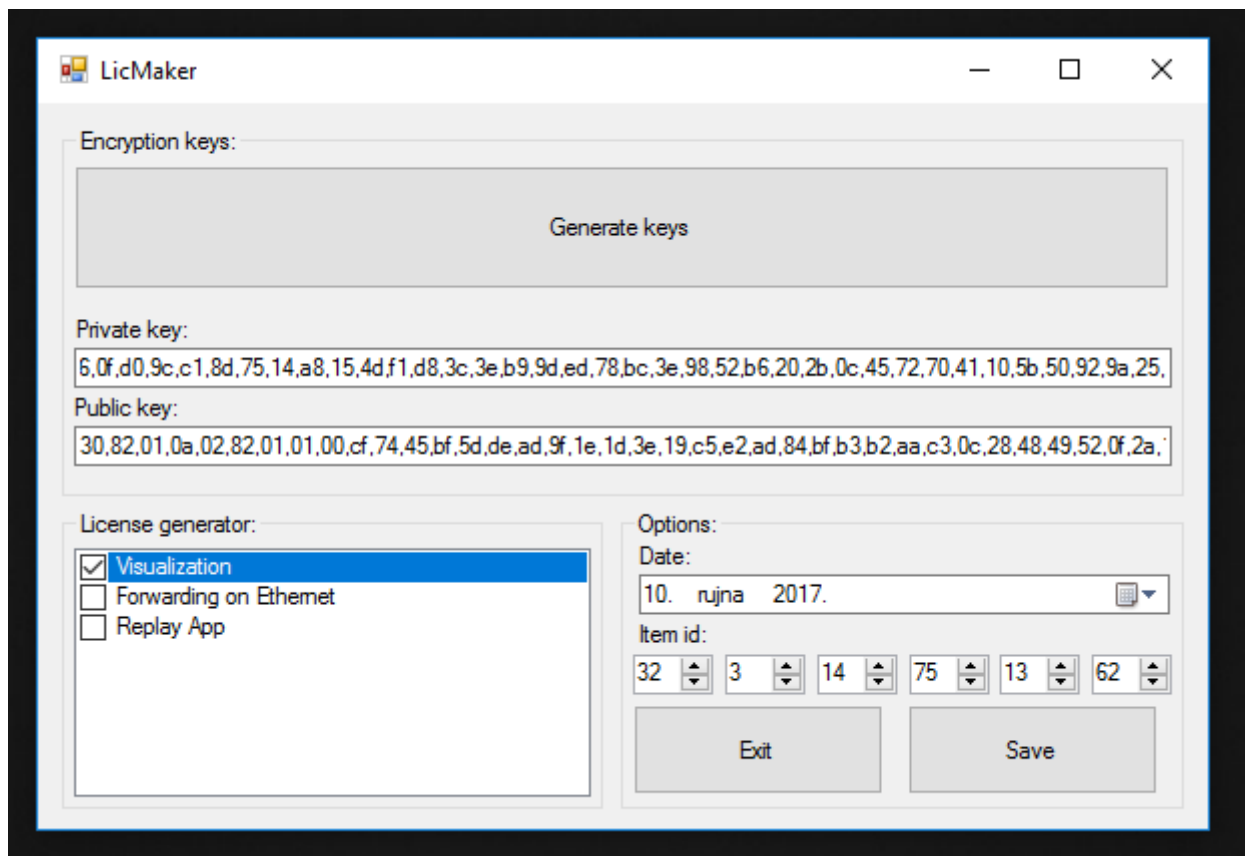 LicMaker
Encryption keys:
Generate keys
Private key:
6,0f,d0,9c,c1,8d,75,14,a8,15,4d,f1,d8,3c,3e,b9,9d,ed,78,bc,3e,98,52,b6,20,2b,0c,45,72,70,41,10,5b,50,92,9a,25,
Public key:
30,82,01,0a,02,82,01,01,00,cf,74,45,bf,5d,de,ad,9f,1e,1d,3e,19,c5,e2,ad,84,bf,b3,b2,aa,c3,0c,28,48,49,52,0f,2a,
License generator:
Visualization
Forwarding on Ethernet
Replay App
Options:
Date:
10. rujna 2017.
Item id:
32 3 14 75 13 62
Exit Save